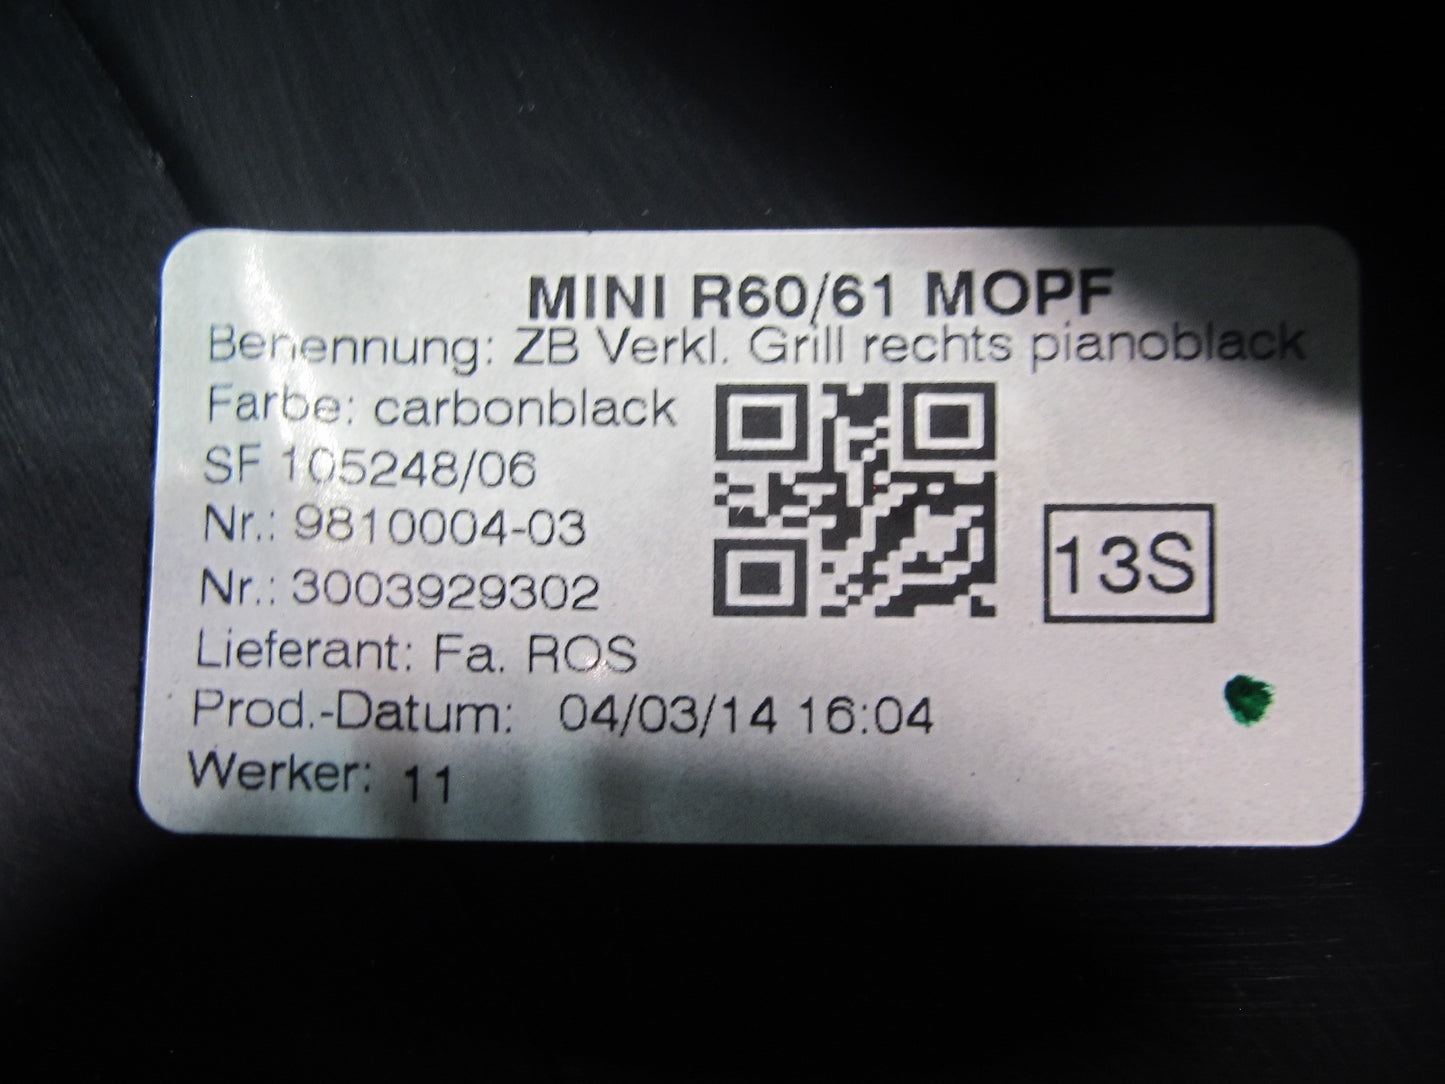 MINI R60/61 MOPF
Benennung: ZB Verkl. Grill rechts pianoblack
Farbe: carbonblack
SF 105248/06
Nr.: 9810004-03
Nr.: 3003929302
13S
Lieferant: Fa. ROS
Prod.-Datum: 04/03/14 16:04
Werker: 11